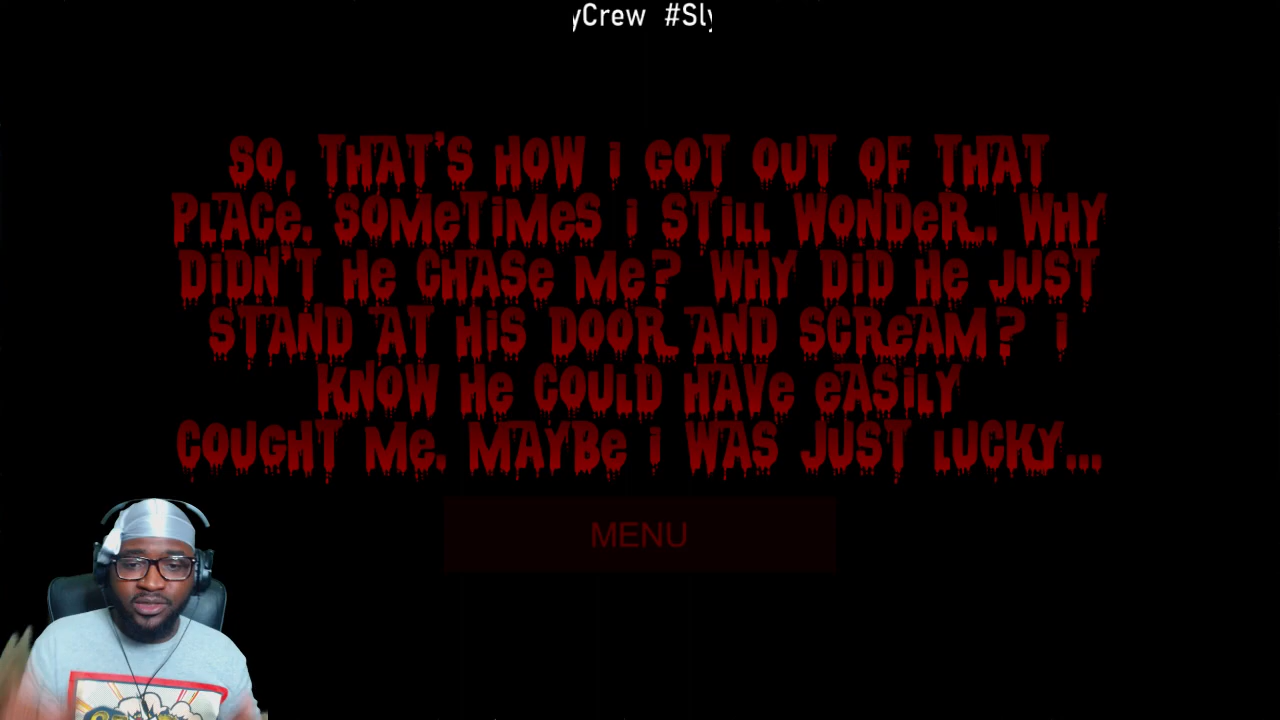 yCrew #Sly
SO, THAT'S HOW i GOT OUT OF THAT
PLACe. SOMeTiMeS i STiLL WONDeR.. WHY
DiDN'T He CHASe Me? WHY DiD He JUST
STAND AT HiS DOOR AND SCReAM? i
KNOW He COULD HAVe eASiLY
COUGHT Me. MAYBe i WAS JUST LUCKY...
MENU